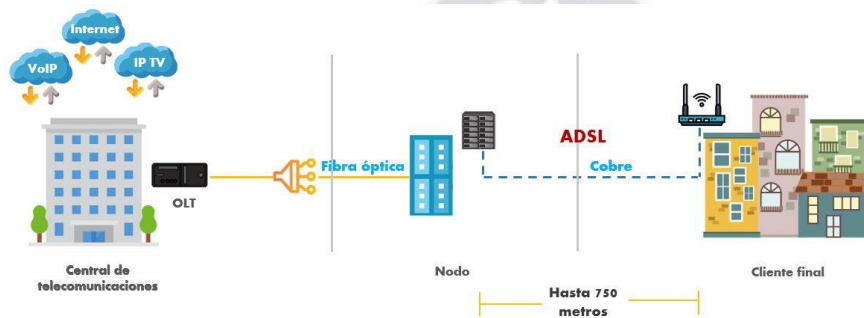 Internet
VoIP
IP TV
OLT
Fibra óptica
ADSL
Cobre
Central de
telecomunicaciones
Nodo
Cliente final
Hasta 750
metros